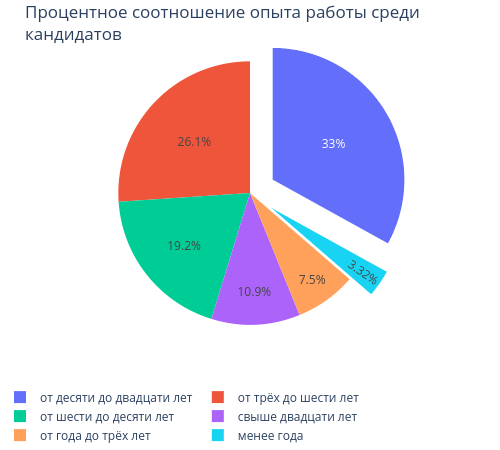 Процентное соотношение опыта работы среди
кандидатов
33%
26.1%
19.2%
3.32%
7.5%
10.9%
от десяти до двадцати лет
от трёх до шести лет
от шести до десяти лет
свыше двадцати лет
от года до трёх лет
менее года